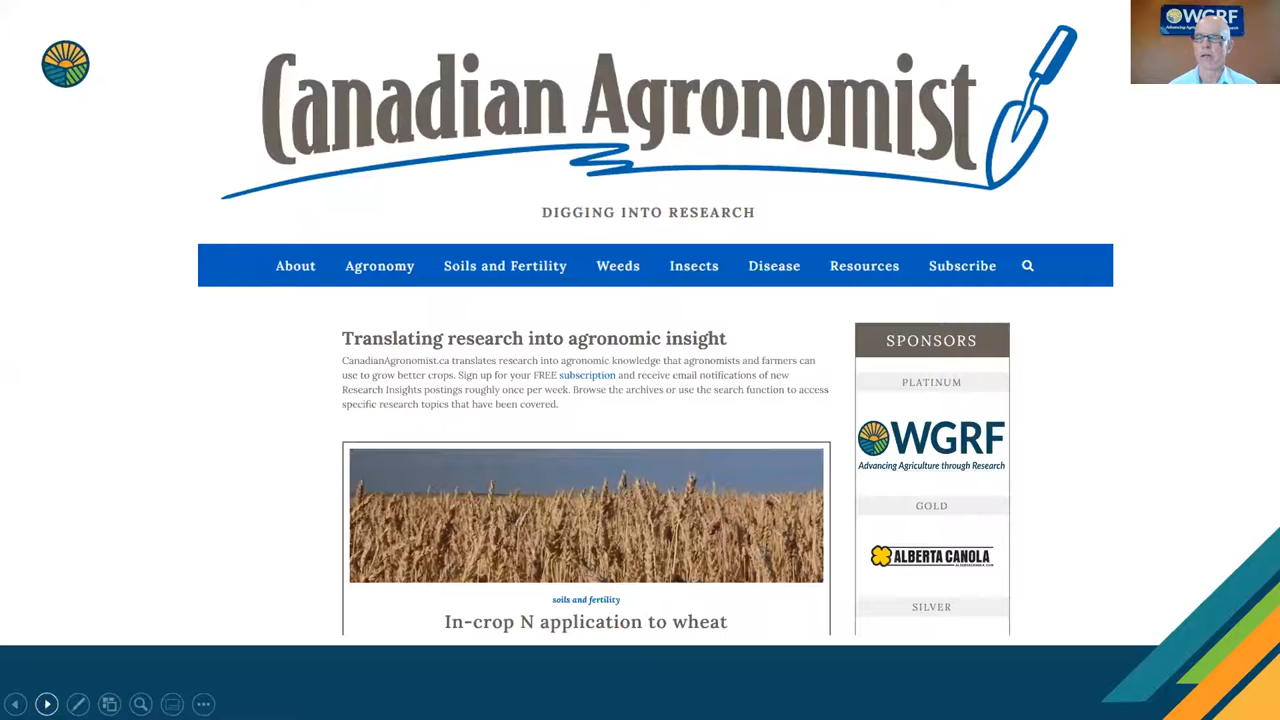 WGRF
Canadian Agronomist
DIGGING INTO RESEARCH
About Agronomy Soils and Fertility Weeds Insects Disease Resources Subscribe
Translating research into agronomic insight
CanadianAgronomist.ca translates research into agronomic knowledge that agronomists and farmers can
use to grow better crops. Sign up for your FREE subscription and receive email notifications of new
Research Insights postings roughly once per week. Browse the archives or use the search function to access
specific research topics that have been covered.
soils and fertility
In-crop N application to wheat
SPONSORS
PLATINUM
WGRF
Advancing Agriculture through Research
GOLD
ALBERTA CANOLA
SILVER